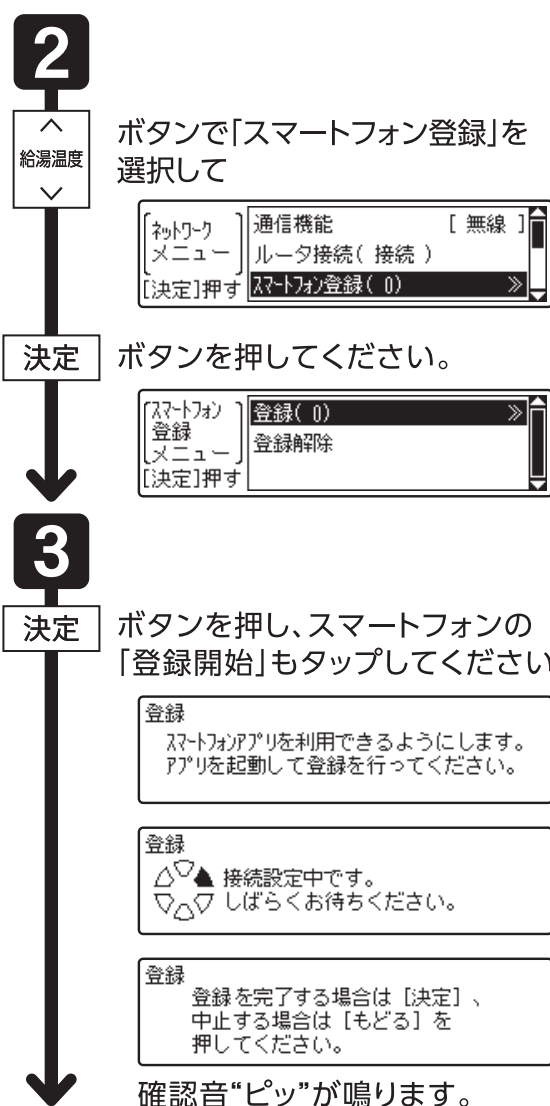 2
給湯温度
ボタンで「スマートフォン登録」を
選択して
ネットワーク
メニュー
[決定]押す
通信機能 [ 無線 ]
ルータ接続( 接続 )
スマートフォン登録( 0) ≫
決定
ボタンを押してください。
スマートフォン
登録
メニュー
[決定]押す
登録( 0) ≫
登録解除
3
決定
ボタンを押し、スマートフォンの
「登録開始」もタップしてください
登録
スマートフォンアプリを利用できるようにします。
アプリを起動して登録を行ってください。
登録
接続設定中です。
しばらくお待ちください。
登録
登録を完了する場合は [決定] 、
中止する場合は [もどる] を
押してください。
確認音“ピッ”が鳴ります。